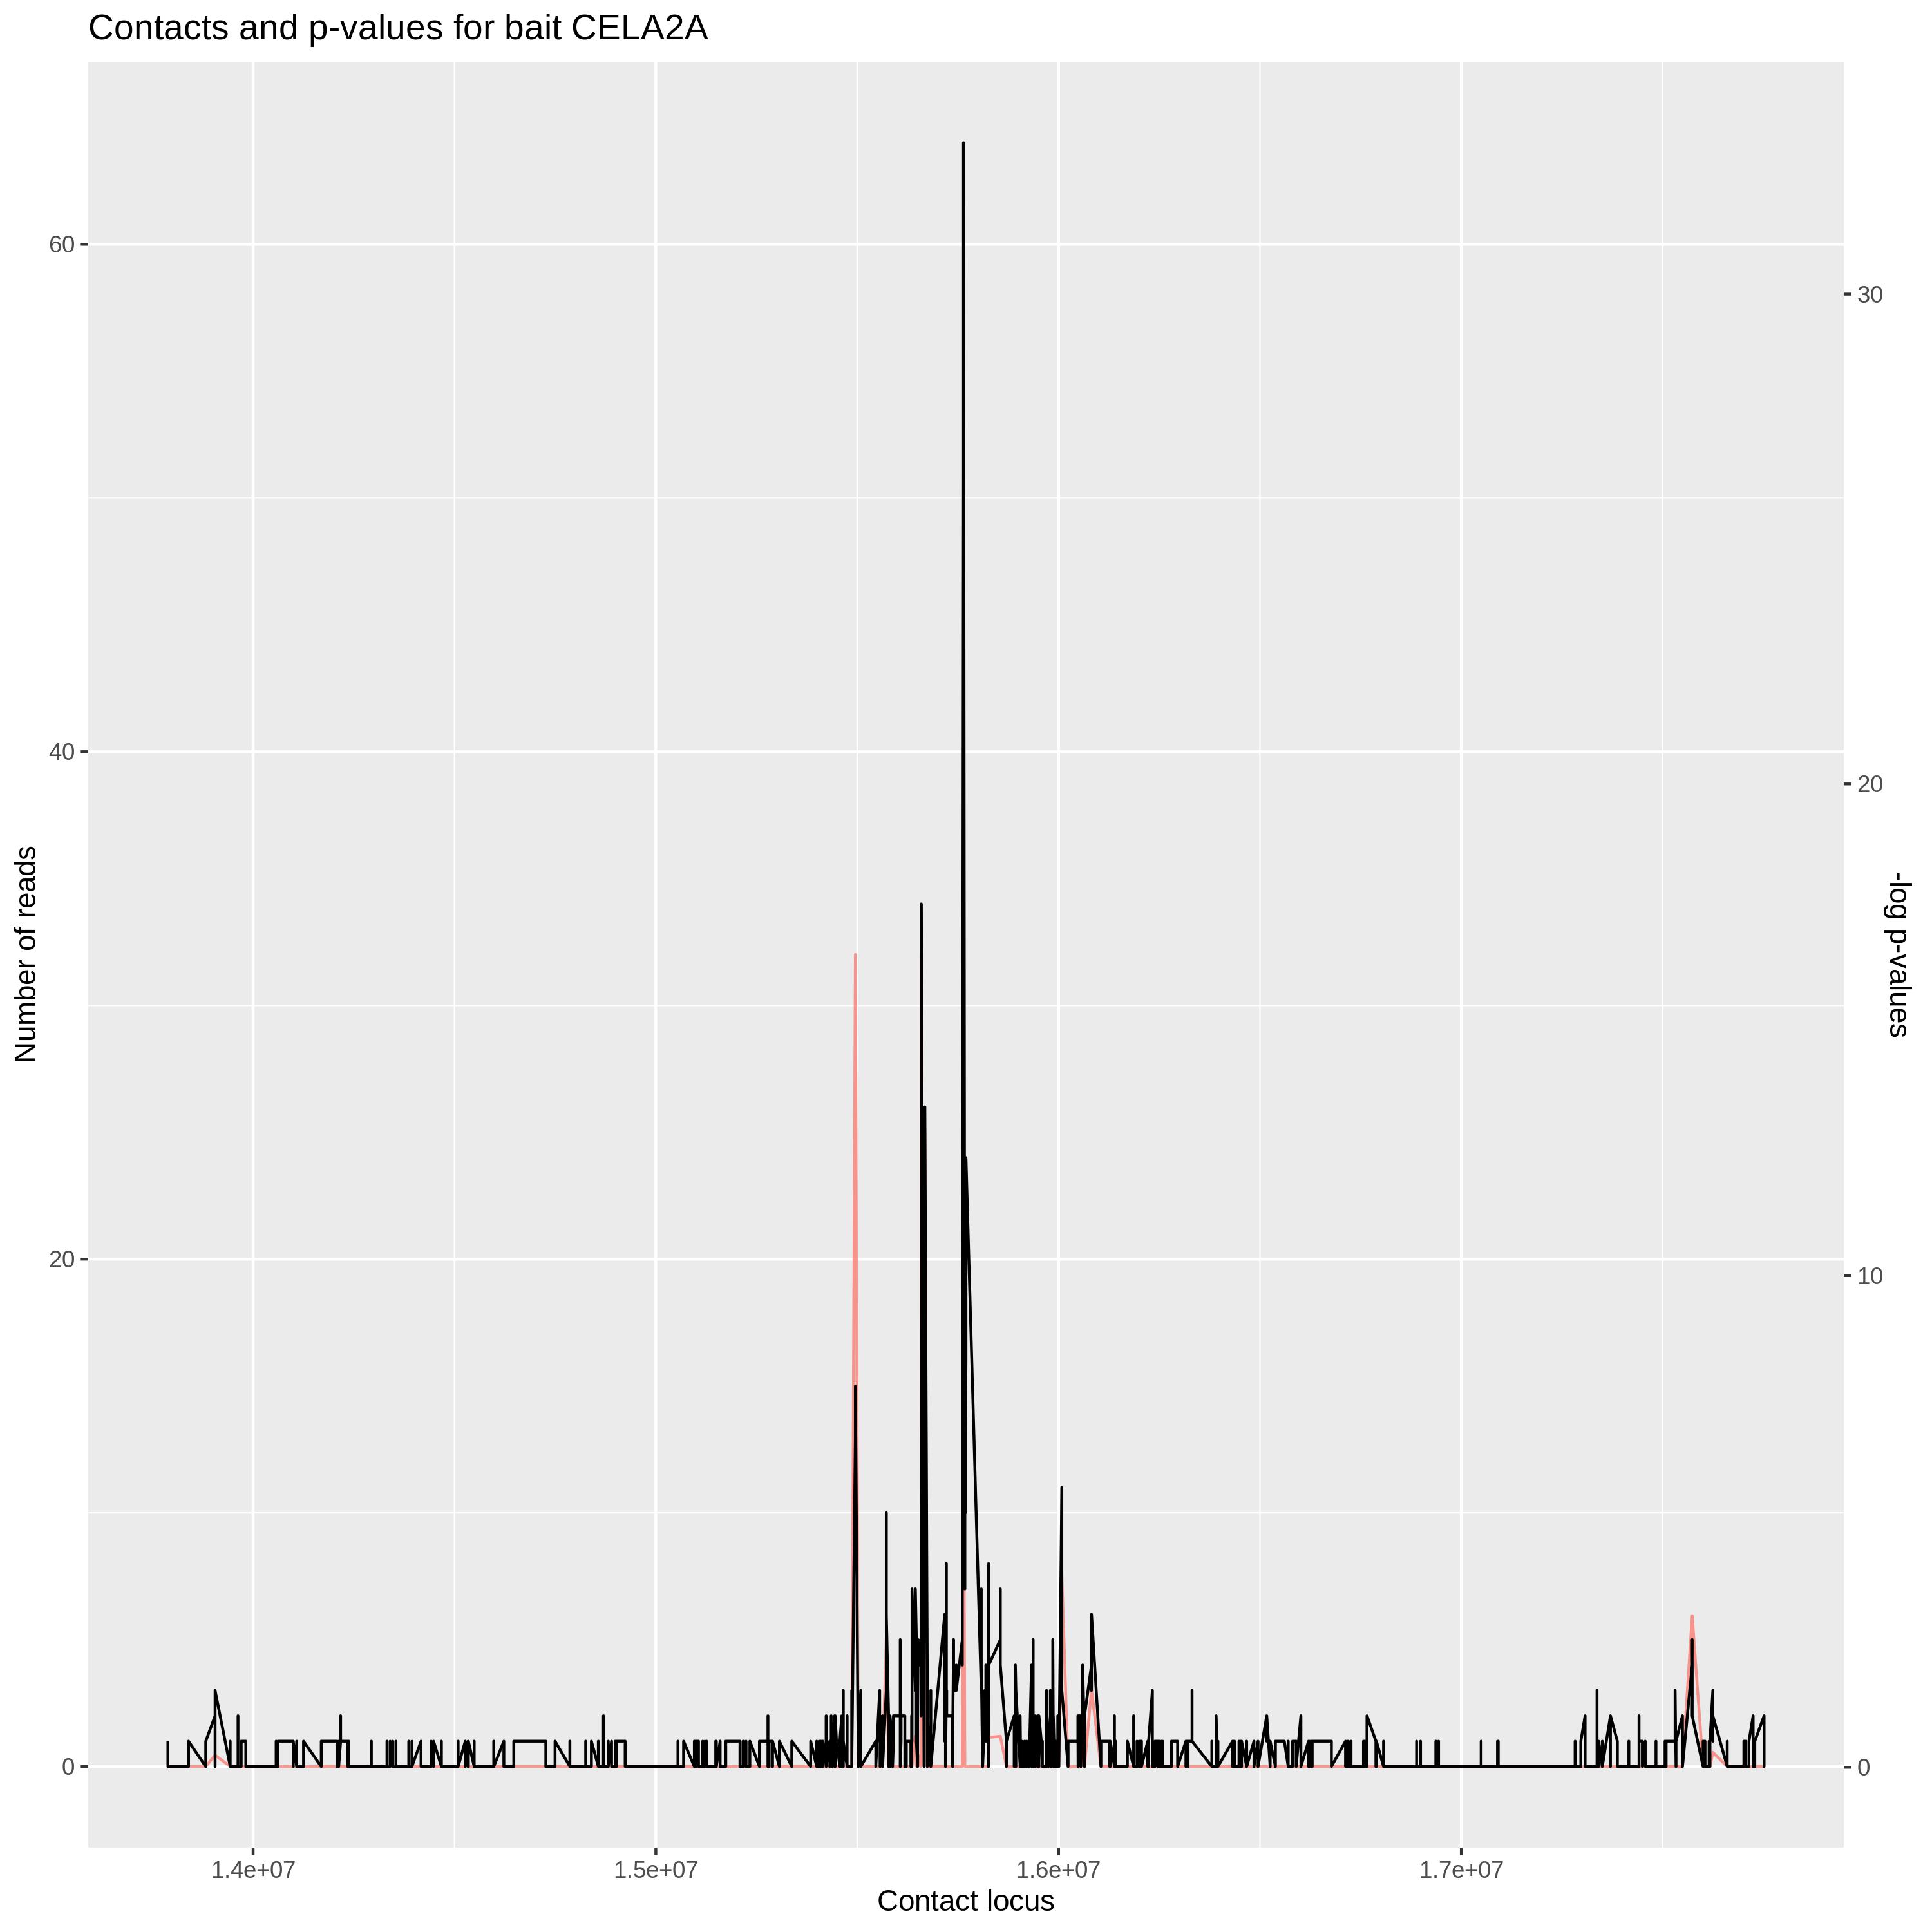 Contacts and p-values for bait CELA2A
60
40
20
0
Number of reads
30
20
10
0
-log p-values
1.4e+07
1.5e+07
1.6e+07
1.7e+07
Contact locus